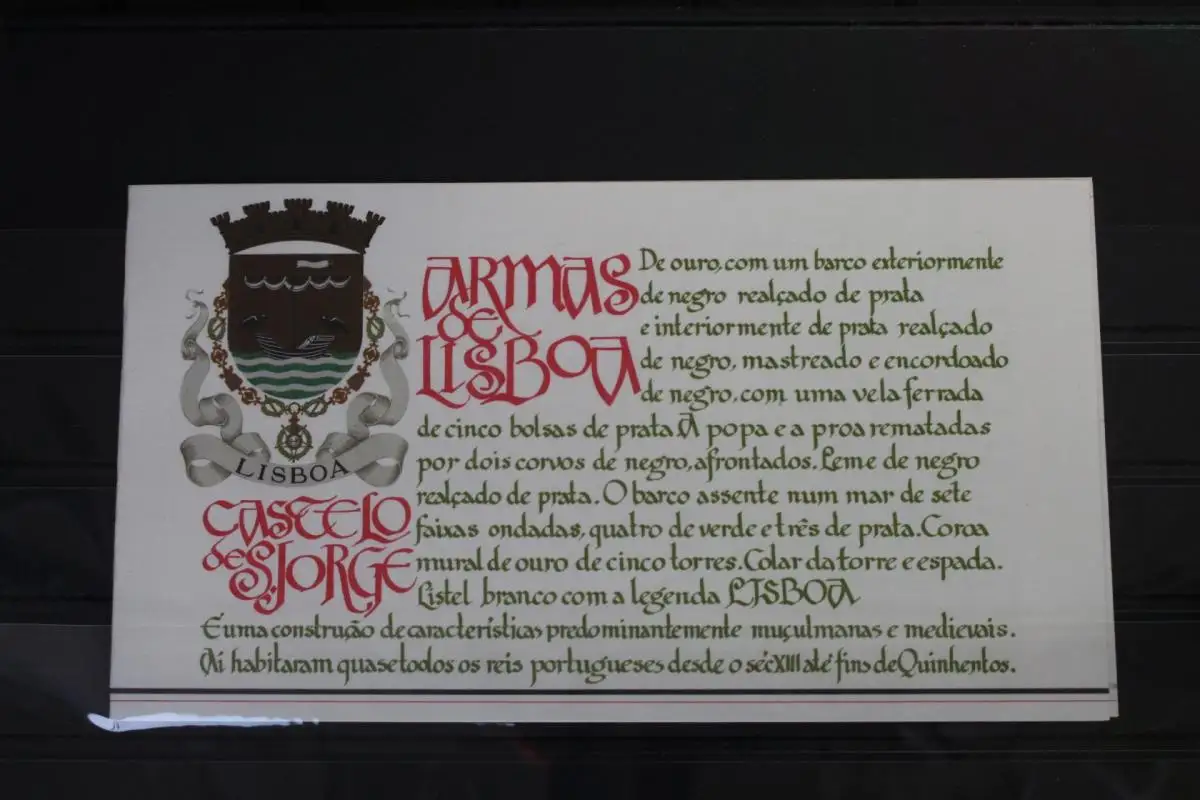 LISBOA
ARMAS
de
LISBOA
De ouro, com um barco exteriormente
de negro realçado de prata
e interiormente de prata realçado
de negro, mastreado e encordoado
de negro, com uma vela ferrada
de cinco bolsas de prata. A popa e a proa rematadas
por dois corvos de negro, afrontados. Leme de negro
realçado de prata. O barco assente num mar de sete
faixas ondadas, quatro de verde e três de prata. Coroa
mural de ouro de cinco torres. Colar da torre e espada.
Listel branco com a legenda LISBOA
CASTELO
de S. JORGE
É uma construção de características predominantemente muçulmanas e medievais.
Aí habitaram quase todos os reis portugueses desde o séc XIII até fins de Quinhentos.